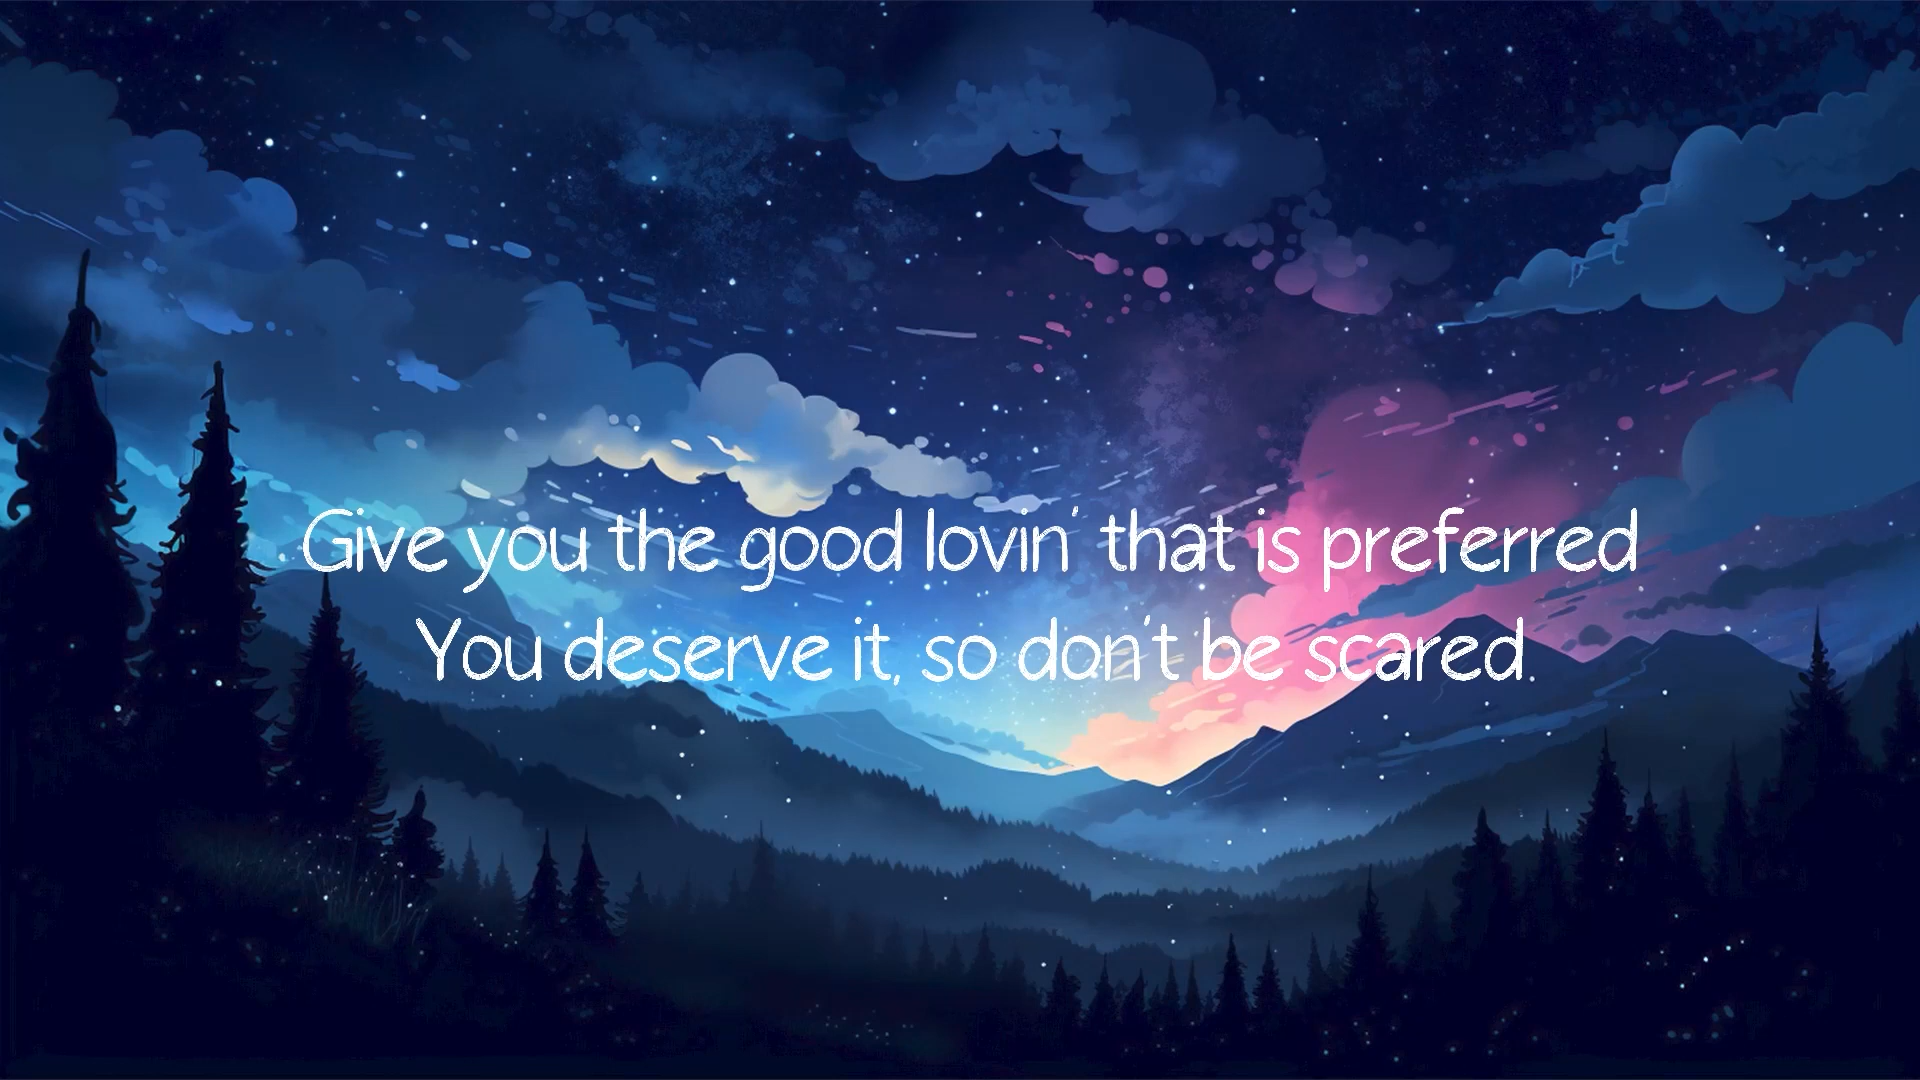 Give you the good lovin' that is preferred
You deserve it, so don't be scared.